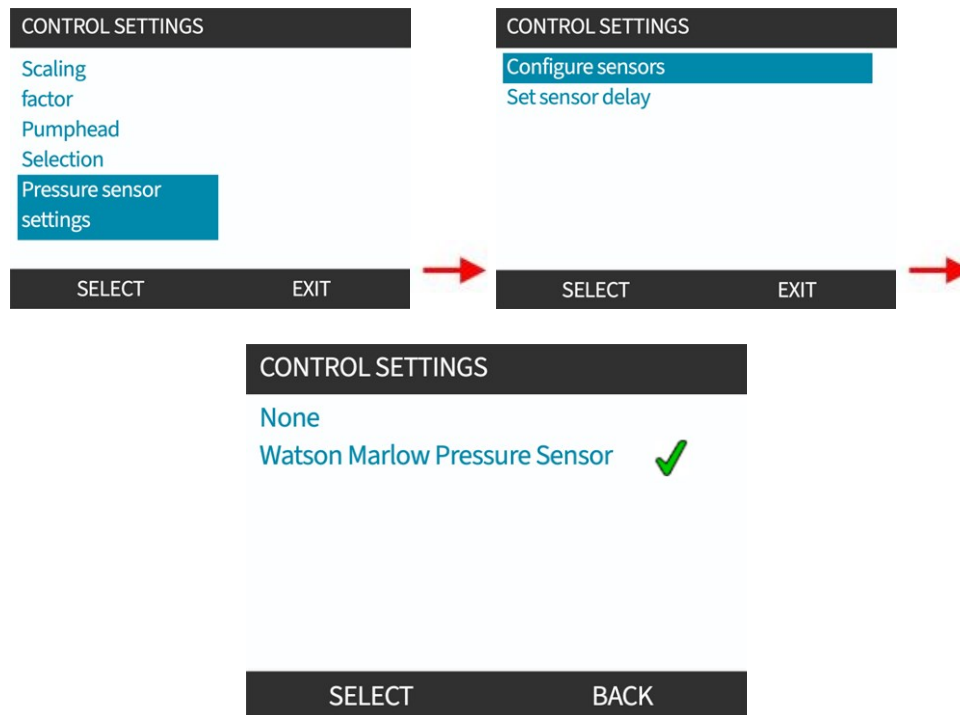 CONTROL SETTINGS
Scaling
factor
Pumphead
Selection
Pressure sensor
settings
SELECT EXIT
CONTROL SETTINGS
Configure sensors
Set sensor delay
SELECT EXIT
CONTROL SETTINGS
None
Watson Marlow Pressure Sensor
SELECT BACK